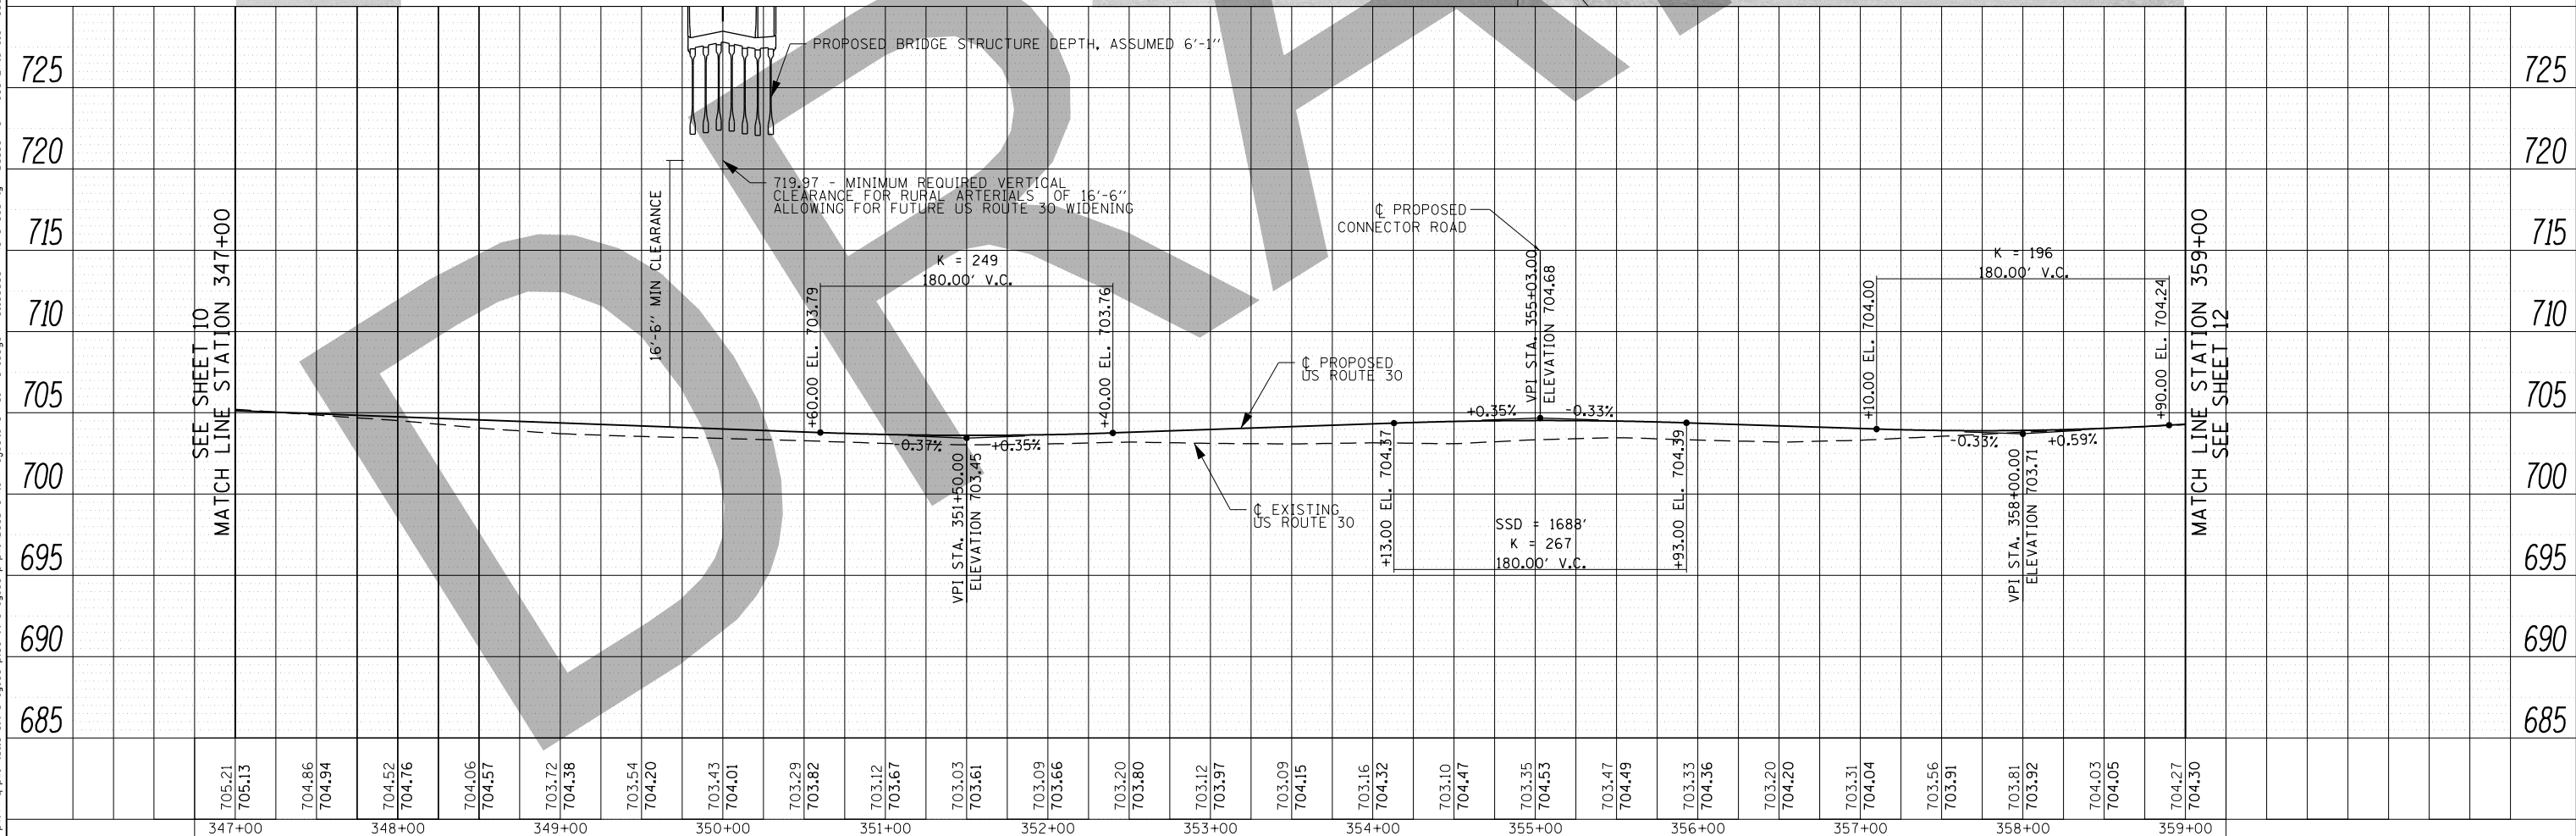 PROPOSED BRIDGE STRUCTURE DEPTH, ASSUMED 6'-1"
725
725
720
720
719.97 - MINIMUM REQUIRED VERTICAL
CLEARANCE FOR RURAL ARTERIALS OF 16'-6"
ALLOWING FOR FUTURE US ROUTE 30 WIDENING
16'-6" MIN CLEARANCE
715
715
℄ PROPOSED
CONNECTOR ROAD
SEE SHEET 10
MATCH LINE STATION 347+00
K = 249
180.00' V.C.
+60.00 EL. 703.79
+40.00 EL. 703.76
VPI STA. 355+03.00
ELEVATION 704.68
K = 196
180.00' V.C.
+10.00 EL. 704.00
+90.00 EL. 704.24
MATCH LINE STATION 359+00
SEE SHEET 12
710
710
℄ PROPOSED
US ROUTE 30
705
705
+0.35%
-0.33%
-0.37%
+0.35%
-0.33%
+0.59%
700
700
VPI STA. 351+50.00
ELEVATION 703.45
℄ EXISTING
US ROUTE 30
+13.00 EL. 704.37
+93.00 EL. 704.39
SSD = 1688'
K = 267
180.00' V.C.
VPI STA. 358+00.00
ELEVATION 703.71
695
695
690
690
685
685
705.21
705.13
704.86
704.94
704.52
704.76
704.06
704.57
703.72
704.38
703.54
704.20
703.43
704.01
703.29
703.82
703.12
703.67
703.03
703.61
703.09
703.66
703.20
703.80
703.12
703.97
703.09
704.15
703.16
704.32
703.10
704.47
703.35
704.53
703.47
704.49
703.33
704.36
703.20
704.20
703.31
704.04
703.56
703.91
703.81
703.92
704.03
704.05
704.27
704.30
347+00 348+00 349+00 350+00 351+00 352+00 353+00 354+00 355+00 356+00 357+00 358+00 359+00